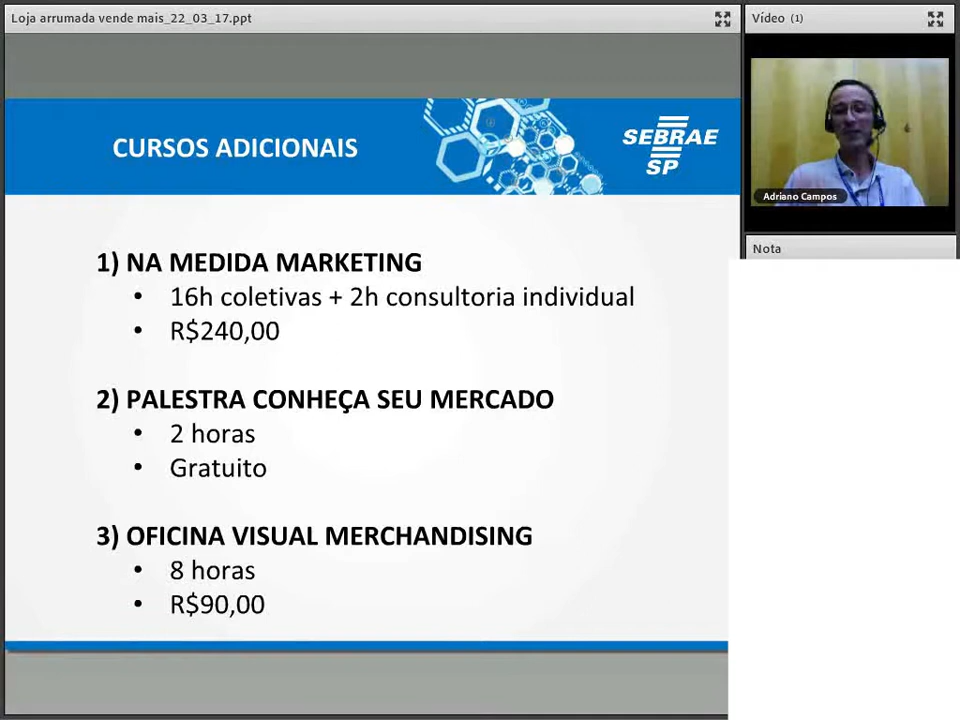 Loja arrumada vende mais_22_03_17.ppt
Vídeo (1)
CURSOS ADICIONAIS
SEBRAE
SP
Adriano Campos
Nota
1) NA MEDIDA MARKETING
• 16h coletivas + 2h consultoria individual
• R$240,00
2) PALESTRA CONHEÇA SEU MERCADO
• 2 horas
• Gratuito
3) OFICINA VISUAL MERCHANDISING
• 8 horas
• R$90,00